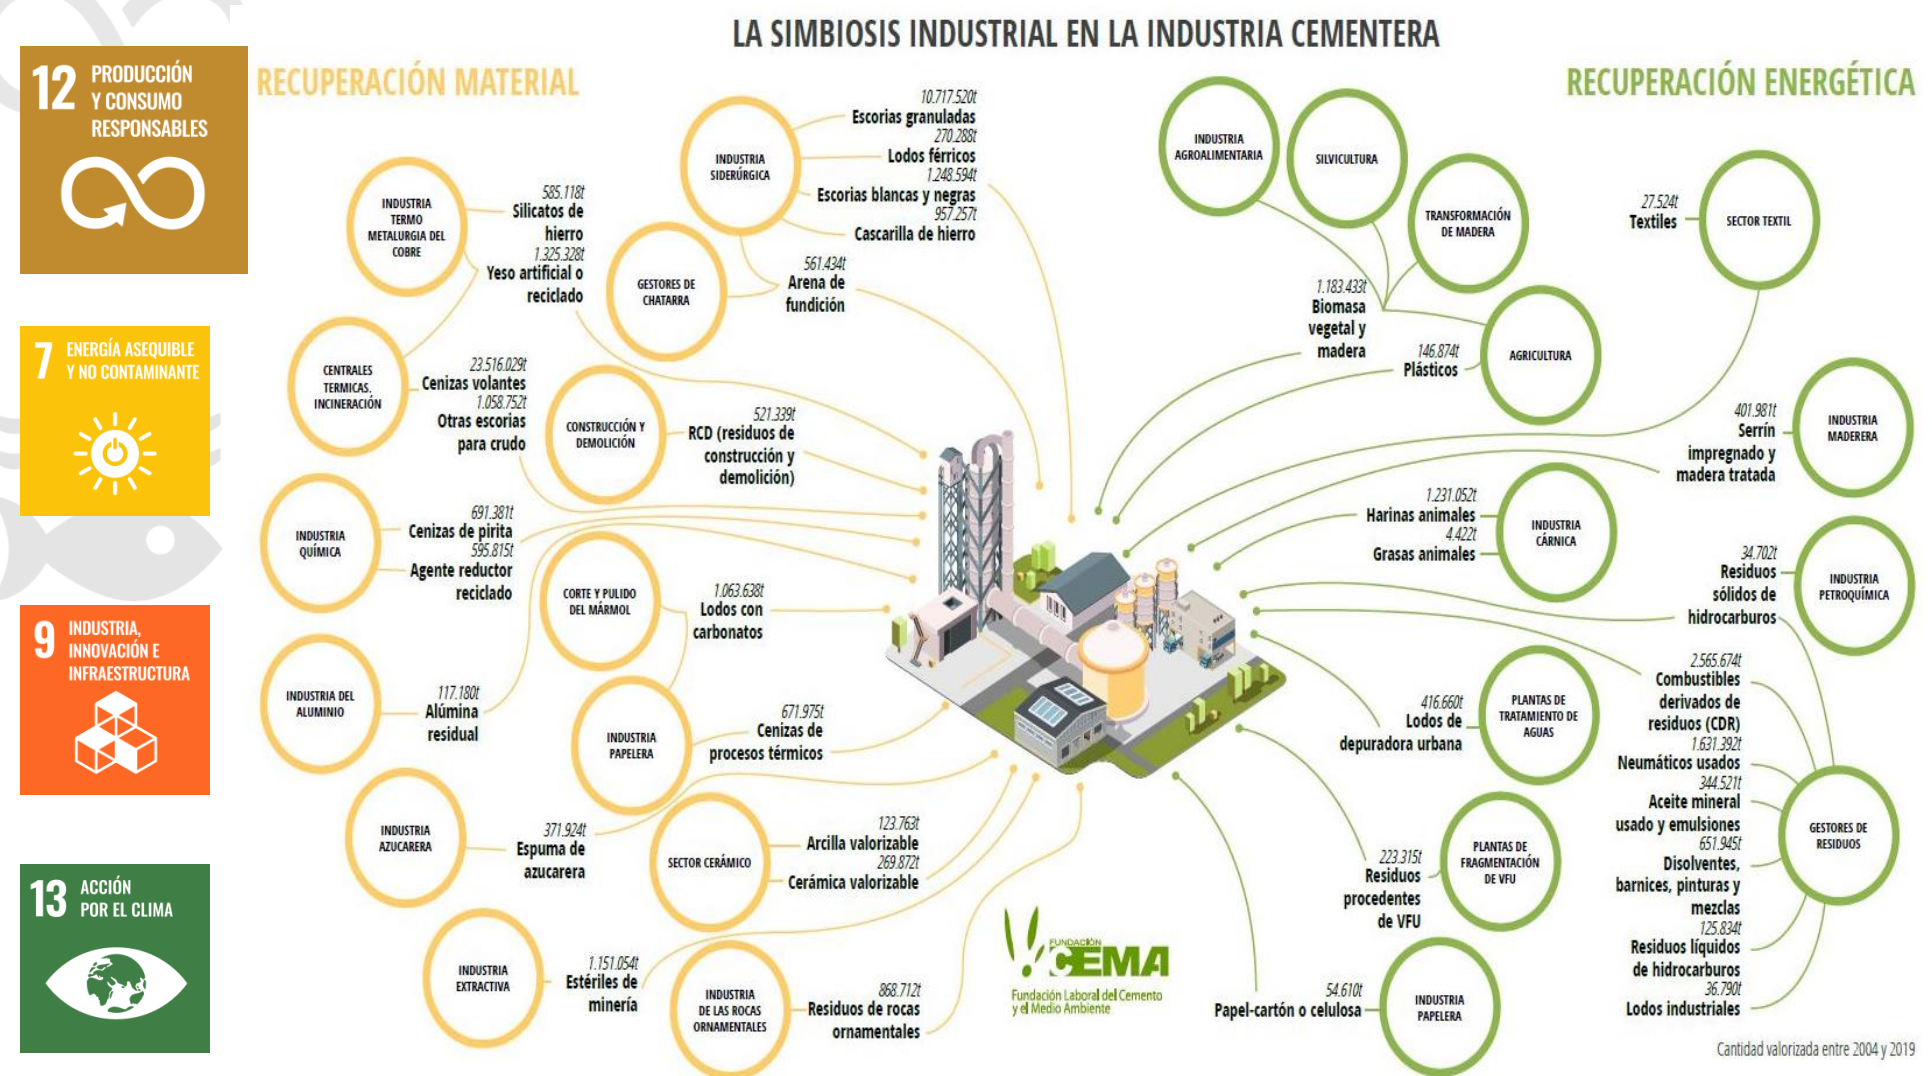 LA SIMBIOSIS INDUSTRIAL EN LA INDUSTRIA CEMENTERA
12 PRODUCCIÓN
Y CONSUMO
RESPONSABLES
7 ENERGÍA ASEQUIBLE
Y NO CONTAMINANTE
9 INDUSTRIA,
INNOVACIÓN E
INFRAESTRUCTURA
13 ACCIÓN
POR EL CLIMA
RECUPERACIÓN MATERIAL
INDUSTRIA
SIDERÚRGICA
10.717.520t
Escorias granuladas
270.288t
Lodos férricos
1.248.594t
Escorias blancas y negras
957.257t
Cascarilla de hierro
INDUSTRIA
TERMO
METALURGIA DEL
COBRE
585.118t
Silicatos de
hierro
1.325.328t
Yeso artificial o
reciclado
GESTORES DE
CHATARRA
561.434t
Arena de
fundición
CENTRALES
TERMICAS.
INCINERACIÓN
23.516.029t
Cenizas volantes
1.058.752t
Otras escorias
para crudo
CONSTRUCCIÓN Y
DEMOLICIÓN
521.339t
RCD (residuos de
construcción y
demolición)
INDUSTRIA
QUÍMICA
691.381t
Cenizas de pirita
595.815t
Agente reductor
reciclado
CORTE Y PULIDO
DEL MÁRMOL
1.063.638t
Lodos con
carbonatos
INDUSTRIA DEL
ALUMINIO
117.180t
Alúmina
residual
INDUSTRIA
PAPELERA
671.975t
Cenizas de
procesos térmicos
INDUSTRIA
AZUCARERA
371.924t
Espuma de
azucarera
SECTOR CERÁMICO
123.763t
Arcilla valorizable
269.872t
Cerámica valorizable
INDUSTRIA
EXTRACTIVA
1.151.054t
Estériles de
minería
INDUSTRIA
DE LAS ROCAS
ORNAMENTALES
868.712t
Residuos de rocas
ornamentales
RECUPERACIÓN ENERGÉTICA
INDUSTRIA
AGROALIMENTARIA
SILVICULTURA
TRANSFORMACIÓN
DE MADERA
27.524t
Textiles
SECTOR TEXTIL
1.183.433t
Biomasa
vegetal y
madera
146.874t
Plásticos
AGRICULTURA
401.981t
Serrín
impregnado y
madera tratada
INDUSTRIA
MADERERA
1.231.052t
Harinas animales
4.422t
Grasas animales
INDUSTRIA
CÁRNICA
34.702t
Residuos
sólidos de
hidrocarburos
INDUSTRIA
PETROQUÍMICA
416.660t
Lodos de
depuradora urbana
PLANTAS DE
TRATAMIENTO DE
AGUAS
2.565.674t
Combustibles
derivados de
residuos (CDR)
1.631.392t
Neumáticos usados
344.521t
Aceite mineral
usado y emulsiones
651.945t
Disolventes,
barnices, pinturas y
mezclas
125.834t
Residuos líquidos
de hidrocarburos
36.790t
Lodos industriales
GESTORES DE
RESIDUOS
223.315t
Residuos
procedentes
de VFU
PLANTAS DE
FRAGMENTACIÓN
DE VFU
54.610t
Papel-cartón o celulosa
INDUSTRIA
PAPELERA
FUNDACIÓN
CEMA
Fundación Laboral del Cemento
y el Medio Ambiente
Cantidad valorizada entre 2004 y 2019